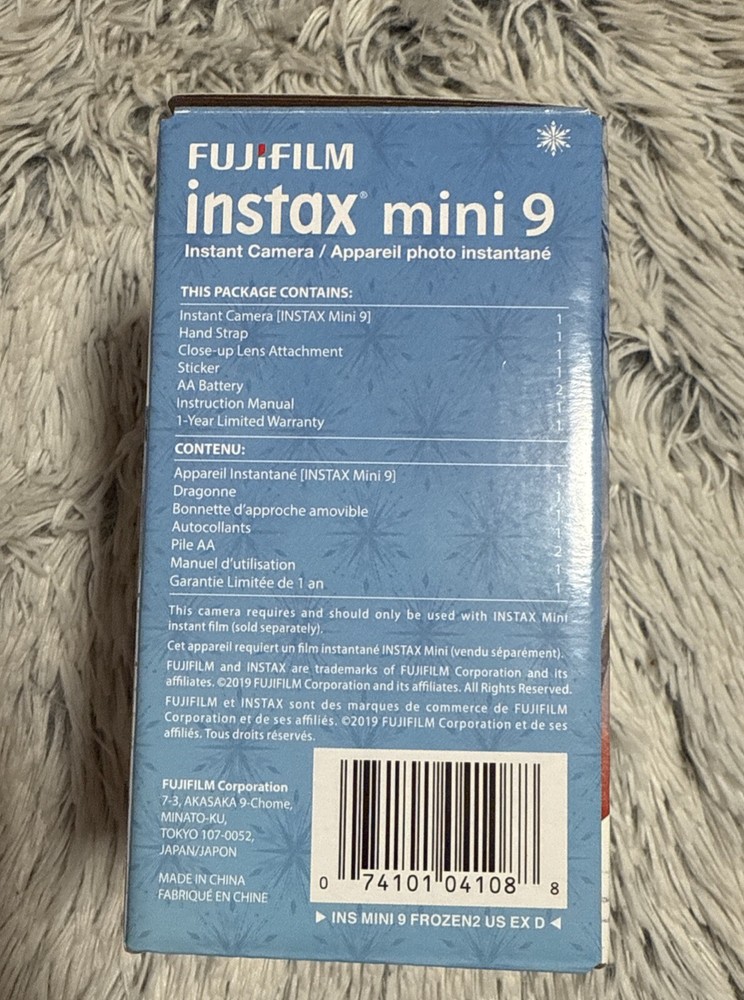 FUJIFILM
instax® mini 9
Instant Camera / Appareil photo instantané
THIS PACKAGE CONTAINS:
Instant Camera [INSTAX Mini 9] 1
Hand Strap 1
Close-up Lens Attachment 1
Sticker 1
AA Battery 2
Instruction Manual 1
1-Year Limited Warranty 1
CONTENU:
Appareil Instantané [INSTAX Mini 9] 1
Dragonne 1
Bonnette d'approche amovible 1
Autocollants 1
Pile AA 2
Manuel d'utilisation 1
Garantie Limitée de 1 an 1
This camera requires and should only be used with INSTAX Mini
instant film (sold separately).
Cet appareil requiert un film instantané INSTAX Mini (vendu séparément).
FUJIFILM and INSTAX are trademarks of FUJIFILM Corporation and its
affiliates. ©2019 FUJIFILM Corporation and its affiliates. All Rights Reserved.
FUJIFILM et INSTAX sont des marques de commerce de FUJIFILM
Corporation et de ses affiliés. ©2019 FUJIFILM Corporation et de ses
affiliés. Tous droits réservés.
FUJIFILM Corporation
7-3, AKASAKA 9-Chome,
MINATO-KU,
TOKYO 107-0052,
JAPAN/JAPON
MADE IN CHINA
FABRIQUÉ EN CHINE
0 74101 04108 8
▶ INS MINI 9 FROZEN2 US EX D ◀